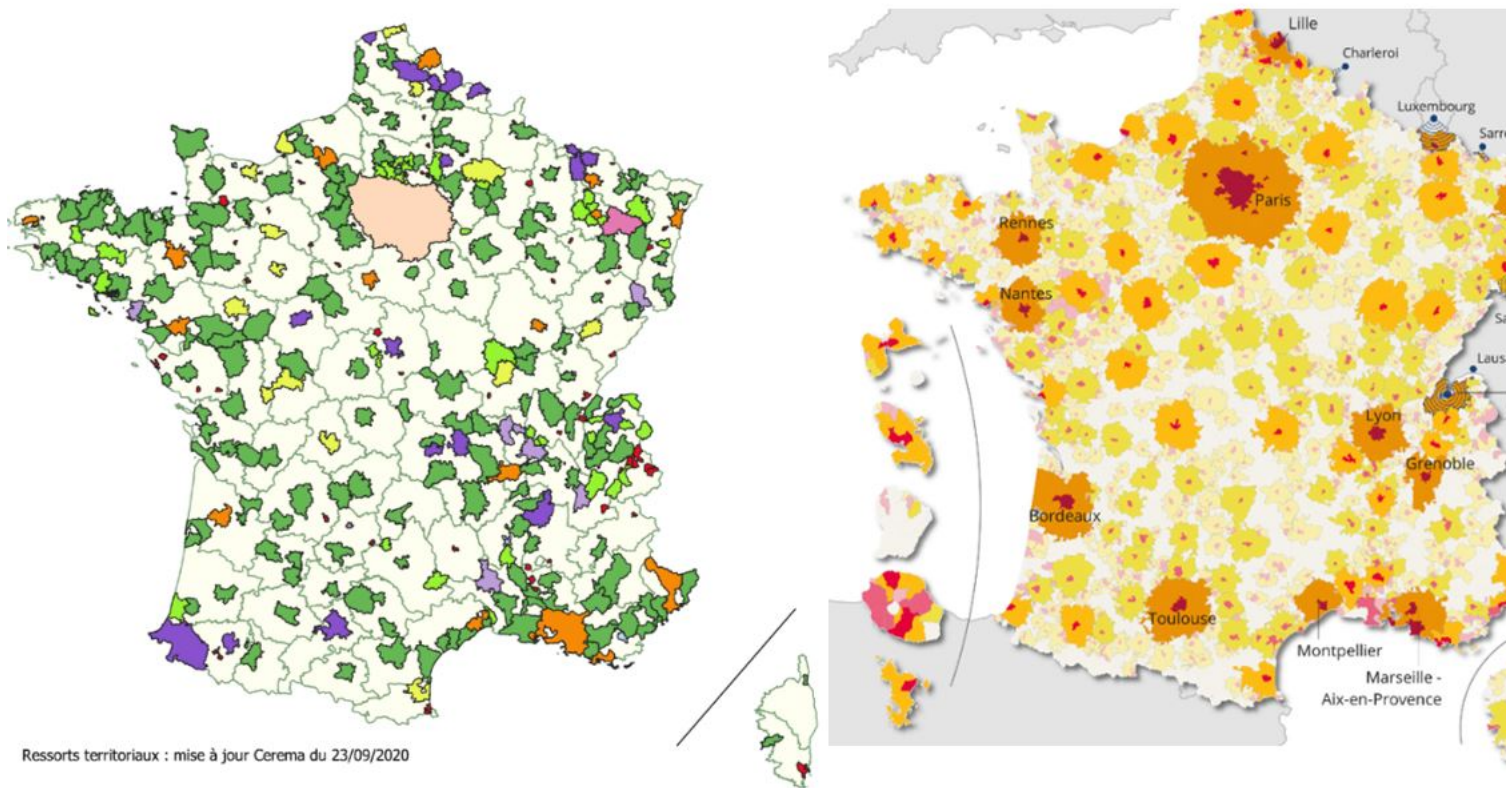 Lille
Charleroi
Luxembourg
Paris
Rennes
Nantes
Lyon
Grenoble
Bordeaux
Toulouse
Montpellier
Marseille -
Aix-en-Provence
Ressorts territoriaux : mise à jour Cerema du 23/09/2020